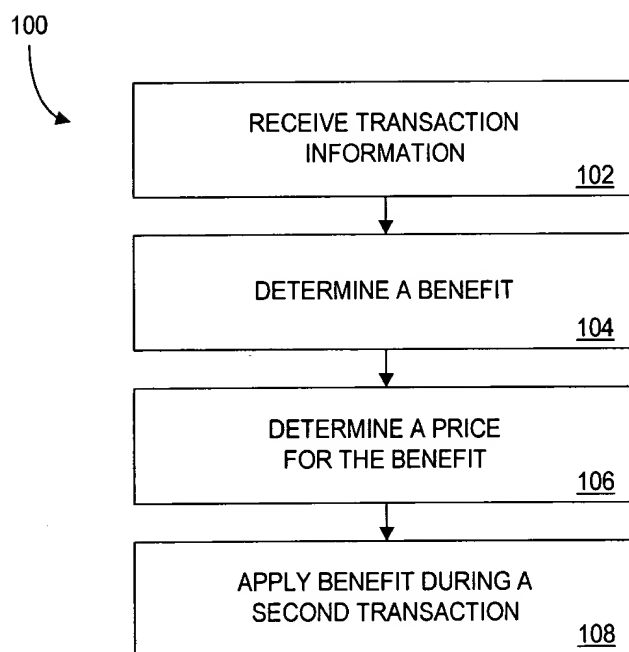 100
RECEIVE TRANSACTION
INFORMATION
102
DETERMINE A BENEFIT
104
DETERMINE A PRICE
FOR THE BENEFIT
106
APPLY BENEFIT DURING A
SECOND TRANSACTION
108